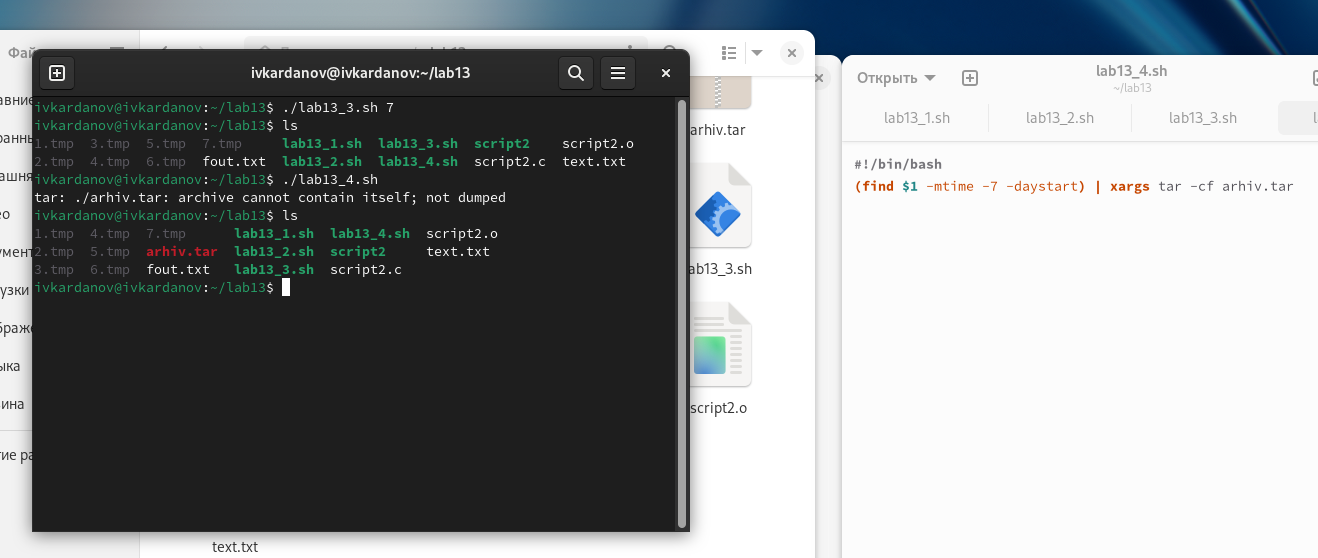 Фай
ivkardanov@ivkardanov:~/lab13
ivkardanov@ivkardanov:~/lab13$ ./lab13_3.sh 7
ivkardanov@ivkardanov:~/lab13$ ls
1.tmp 3.tmp 5.tmp 7.tmp lab13_1.sh lab13_3.sh script2 script2.o
2.tmp 4.tmp 6.tmp fout.txt lab13_2.sh lab13_4.sh script2.c text.txt
ivkardanov@ivkardanov:~/lab13$ ./lab13_4.sh
tar: ./arhiv.tar: archive cannot contain itself; not dumped
ivkardanov@ivkardanov:~/lab13$ ls
1.tmp 4.tmp 7.tmp lab13_1.sh lab13_4.sh script2.o
2.tmp 5.tmp arhiv.tar lab13_2.sh script2 text.txt
3.tmp 6.tmp fout.txt lab13_3.sh script2.c
ivkardanov@ivkardanov:~/lab13$
arhiv.tar
ab13_3.sh
script2.o
text.txt
Открыть
lab13_4.sh
~/lab13
lab13_1.sh lab13_2.sh lab13_3.sh
#!/bin/bash
(find $1 -mtime -7 -daystart) | xargs tar -cf arhiv.tar